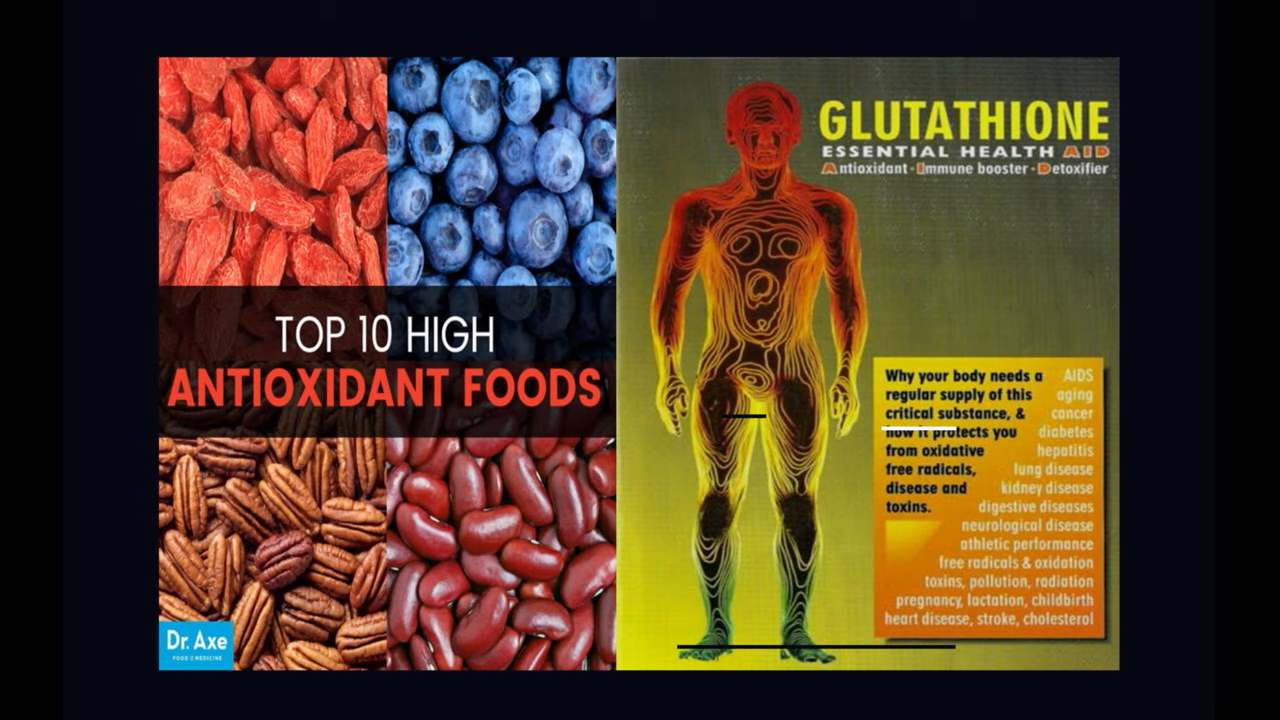 TOP 10 HIGH
ANTIOXIDANT FOODS
Dr. Axe
FOOD IS MEDICINE
GLUTATHIONE
ESSENTIAL HEALTH AID
Antioxidant · Immune booster · Detoxifier
Why your body needs a
regular supply of this
critical substance, &
how it protects you
from oxidative
free radicals,
disease and
toxins.
AIDS
aging
cancer
diabetes
hepatitis
lung disease
kidney disease
digestive diseases
neurological disease
athletic performance
free radicals & oxidation
toxins, pollution, radiation
pregnancy, lactation, childbirth
heart disease, stroke, cholesterol